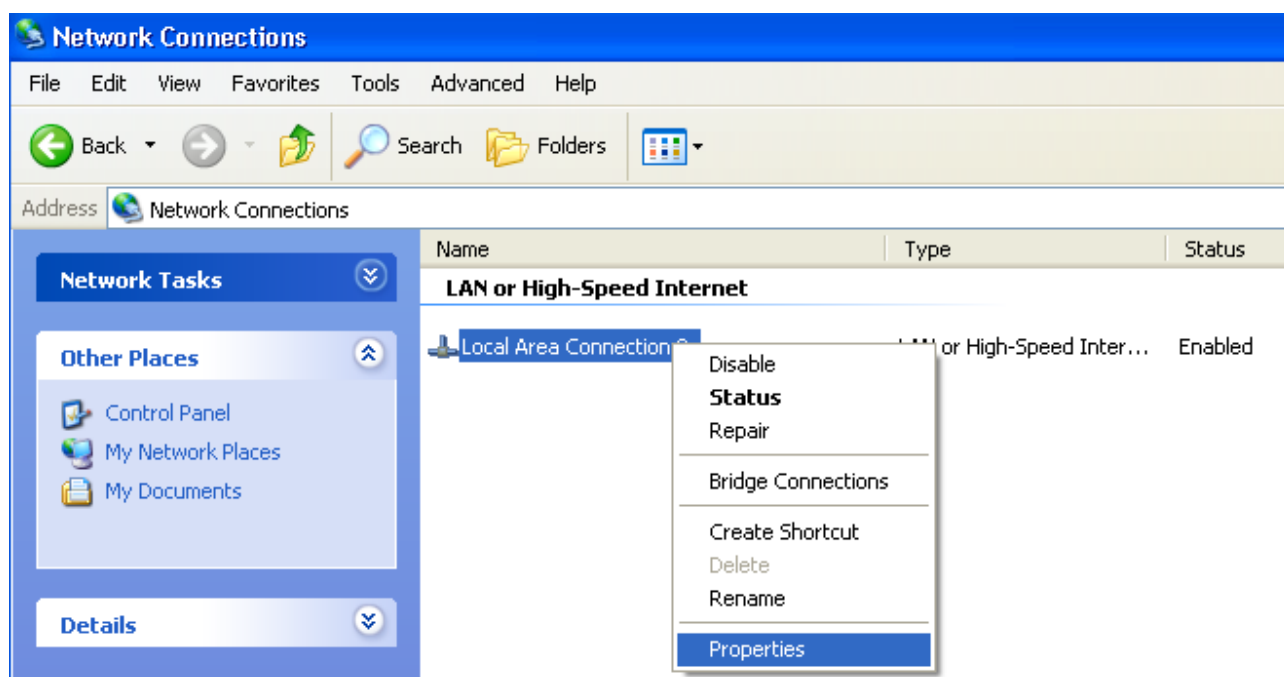 Network Connections
File Edit View Favorites Tools Advanced Help
Back Search Folders
Address Network Connections
Name Type Status
Network Tasks
LAN or High-Speed Internet
Local Area Connection or High-Speed Inter... Enabled
Other Places
Control Panel
My Network Places
My Documents
Details
Disable
Status
Repair
Bridge Connections
Create Shortcut
Delete
Rename
Properties